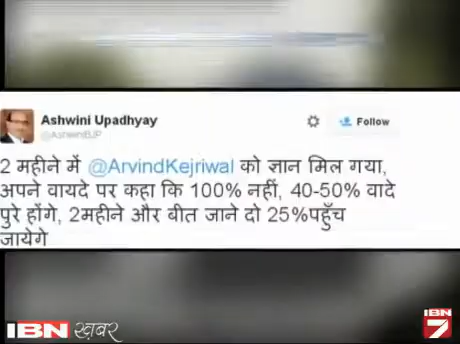 Ashwini Upadhyay
@AshwiniBJP
Follow
2 महीने में @ArvindKejriwal को ज्ञान मिल गया,
अपने वायदे पर कहा कि 100% नहीं, 40-50% वादे
पुरे होंगे, 2महीने और बीत जाने दो 25%पहुँच
जायेगे
IBN ख़बर
IBN
7